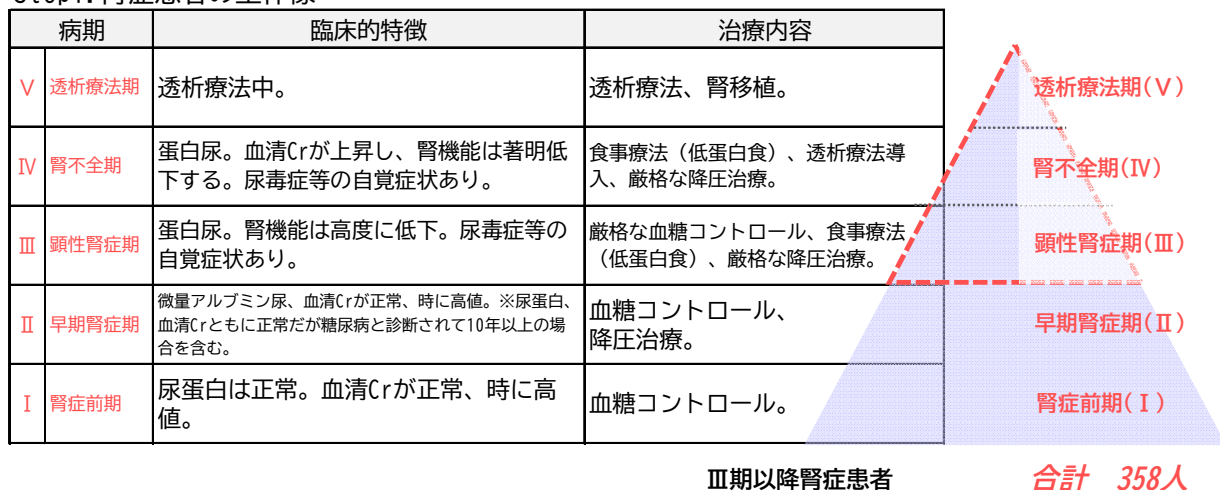 Step1.腎症患者の全体像
病期 臨床的特徴 治療内容
Ⅴ 透析療法期 透析療法中。 透析療法、腎移植。
Ⅳ 腎不全期 蛋白尿。血清Crが上昇し、腎機能は著明低
下する。尿毒症等の自覚症状あり。
食事療法（低蛋白食）、透析療法導
入、厳格な降圧治療。
Ⅲ 顕性腎症期 蛋白尿。腎機能は高度に低下。尿毒症等の
自覚症状あり。
厳格な血糖コントロール、食事療法
（低蛋白食）、厳格な降圧治療。
Ⅱ 早期腎症期 微量アルブミン尿、血清Crが正常、時に高値。※尿蛋白、
血清Crともに正常だが糖尿病と診断されて10年以上の場
合を含む。
血糖コントロール、
降圧治療。
Ⅰ 腎症前期 尿蛋白は正常。血清Crが正常、時に高
値。
血糖コントロール。
透析療法期(Ⅴ)
腎不全期(Ⅳ)
顕性腎症期(Ⅲ)
早期腎症期(Ⅱ)
腎症前期(Ⅰ)
Ⅲ期以降腎症患者 合計 358人